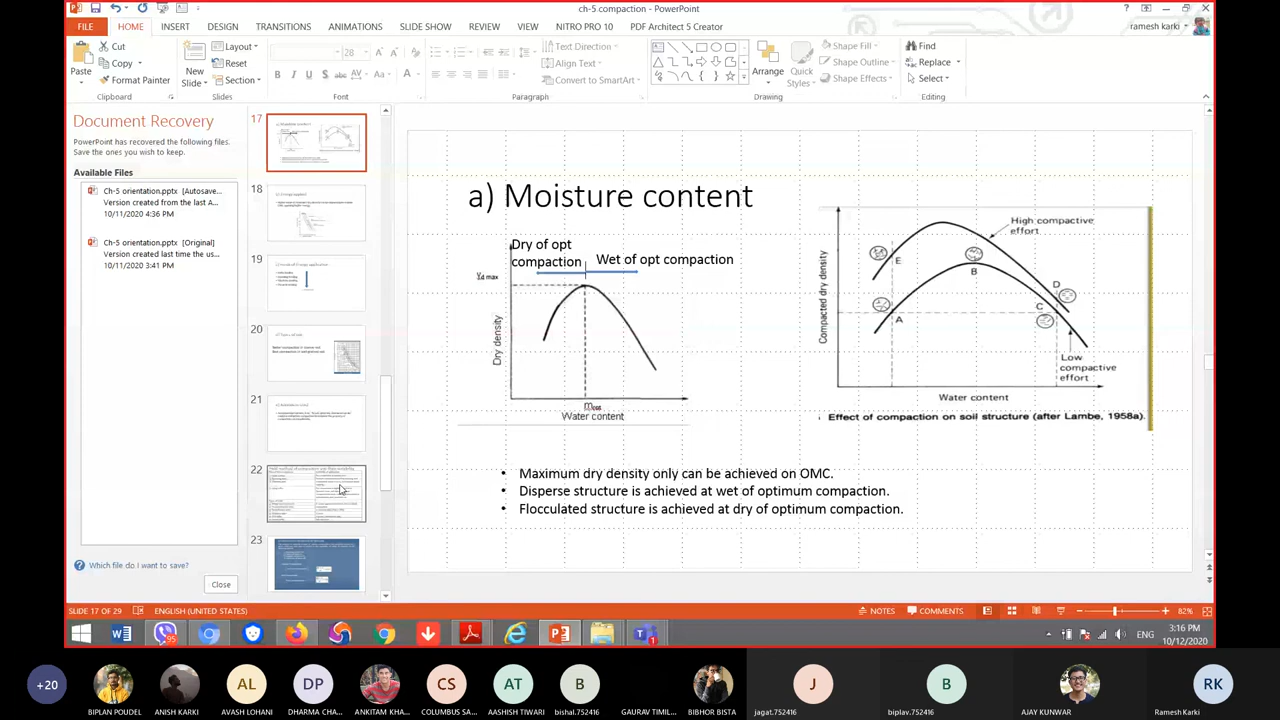 ch-5 compaction - PowerPoint
FILE HOME INSERT DESIGN TRANSITIONS ANIMATIONS SLIDE SHOW REVIEW VIEW NITRO PRO 10 PDF Architect 5 Creator
ramesh karki
Paste
Cut
Copy
Format Painter
Clipboard
New
Slide
Layout
Reset
Section
Slides
28
Font
Text Direction
Align Text
Convert to SmartArt
Paragraph
Arrange
Quick
Styles
Shape Fill
Shape Outline
Shape Effects
Drawing
Find
Replace
Select
Editing
Document Recovery
PowerPoint has recovered the following files.
Save the ones you wish to keep.
Available Files
Ch-5 orientation.pptx [Autosave...
Version created from the last A...
10/11/2020 4:36 PM
Ch-5 orientation.pptx [Original]
Version created last time the us...
10/11/2020 3:41 PM
Which file do I want to save?
Close
17
18
19
20
21
22
23
a) Moisture content
Dry of opt
compaction
Wet of opt compaction
γd max
Dry density
Water content
High compactive
effort
E
B
D
A
C
Low
compactive
effort
Compacted dry density
Water content
Effect of compaction on soil structure (after Lambe, 1958a).
• Maximum dry density only can be achieved on OMC.
• Disperse structure is achieved at wet of optimum compaction.
• Flocculated structure is achieved at dry of optimum compaction.
SLIDE 17 OF 29
ENGLISH (UNITED STATES)
NOTES
COMMENTS
82%
95
1
ENG
3:16 PM
10/12/2020
+20
AL
DP
CS
AT
B
J
B
RK
BIPLAN POUDEL
ANISH KARKI
AVASH LOHANI
DHARMA CHA...
ANKITAM KHA...
COLUMBUS SA...
AASHISH TIWARI
bishal.752416
GAURAV TIMIL...
BIBHOR BISTA
jagat.752416
biplav.752416
AJAY KUNWAR
Ramesh Karki